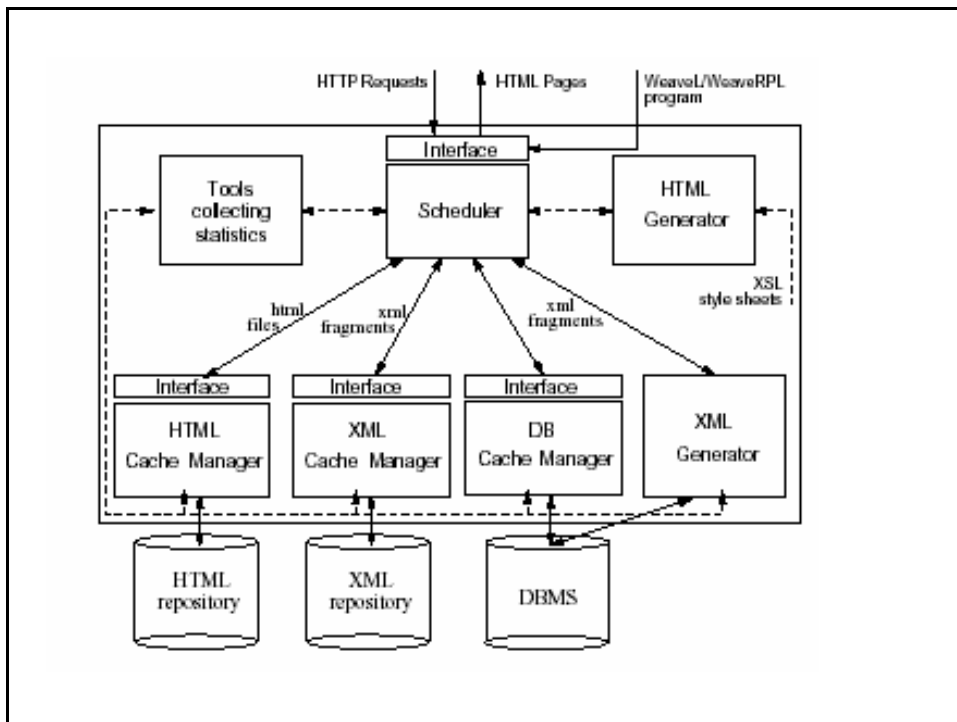 HTTP Requests
HTML Pages
WeaveL/WeaveRPL
program
Interface
Tools
collecting
statistics
Scheduler
HTML
Generator
XSL
style sheets
html
files
xml
fragments
xml
fragments
Interface
Interface
Interface
HTML
Cache Manager
XML
Cache Manager
DB
Cache Manager
XML
Generator
HTML
repository
XML
repository
DBMS